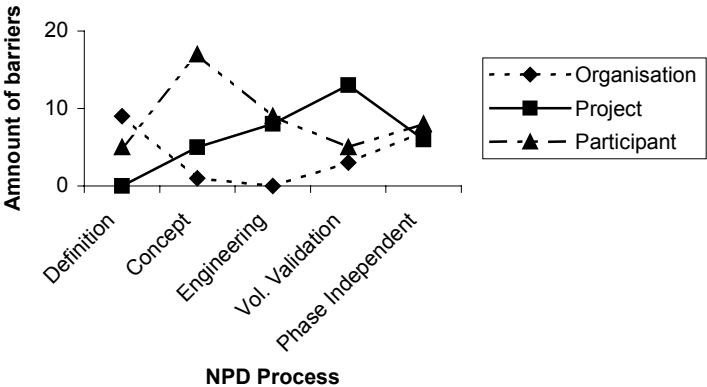 Amnount of barriers
20
10
0
Definition
Concept
Engineering
Vol. Validation
Phase Independent
NPD Process
Organisation
Project
Participant